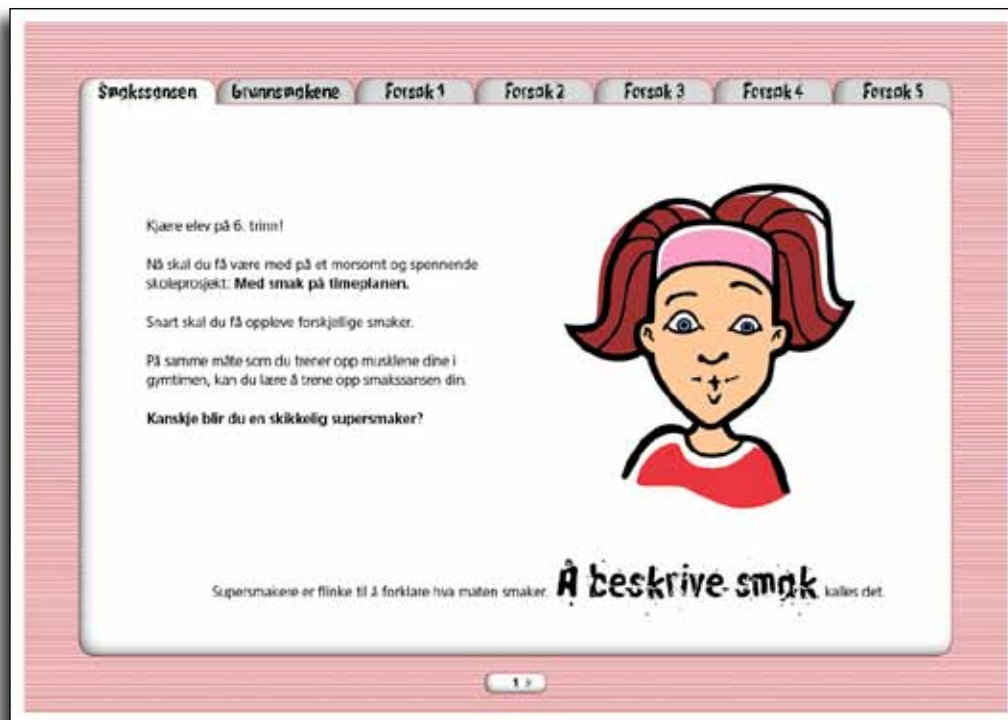 Smakssansen Grunnsmakene Forsøk 1 Forsøk 2 Forsøk 3 Forsøk 4 Forsøk 5
Kjære elev på 6. trinn!
Nå skal du få være med på et morsomt og spennende
skoleprosjekt: Med smak på timeplanen.
Snart skal du få oppleve forskjellige smaker.
På samme måte som du trener opp musklene dine i
gymtimen, kan du lære å trene opp smakssansen din.
Kanskje blir du en skikkelig supersmaker?
Supersmakere er flinke til å forklare hva maten smaker. Å beskrive smak, kalles det.
1